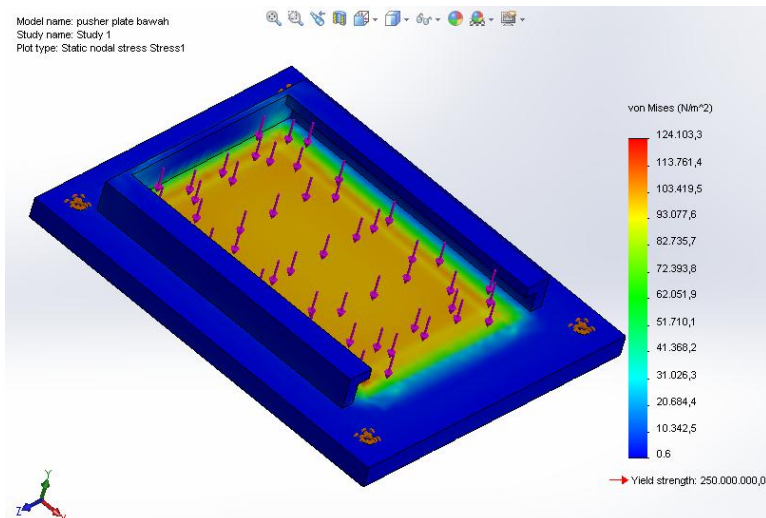 Model name: pusher plate bawah
Study name: Study 1
Plot type: Static nodal stress Stress1
von Mises (N/m^2)
124.103,3
113.761,4
103.419,5
93.077,6
82.735,7
72.393,8
62.051,9
51.710,1
41.368,2
31.026,3
20.684,4
10.342,5
0.6
Yield strength: 250.000.000,0
Y
Z